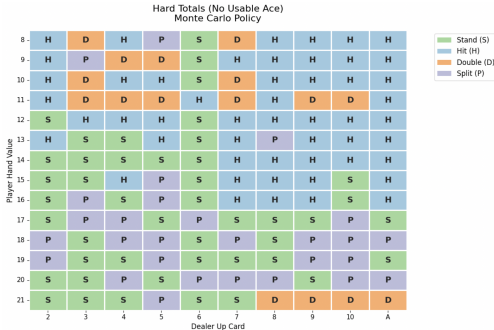 Hard Totals (No Usable Ace)
Monte Carlo Policy
8 H D H P S D H H H H
9 H P D D S H H H H H
10 H D H H S D H H H H
11 H D D D H D H D D H
12 S H H H S H H H H H
13 H S S H S H P H H H
14 S S S S S H H H H H
15 S S H P S H H H S H
16 S P S P S H H H S H
17 S P P S P S S S P S
18 P S P P S P S P P P
19 P S S P S S S P P S
20 S S P S P P P S P P
21 S S S P S S D D D D
2 3 4 5 6 7 8 9 10 A
Dealer Up Card
Player Hand Value
Stand (S)
Hit (H)
Double (D)
Split (P)